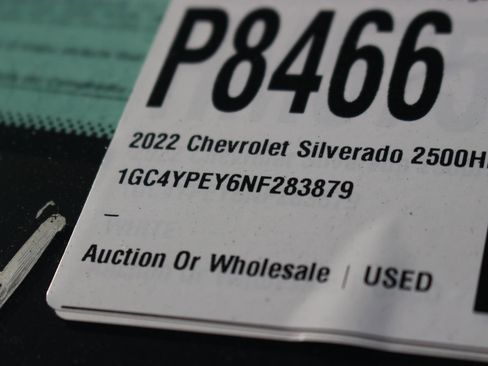 P8466
2022 Chevrolet Silverado 2500H
1GC4YPEY6NF283879
–
Auction Or Wholesale | USED